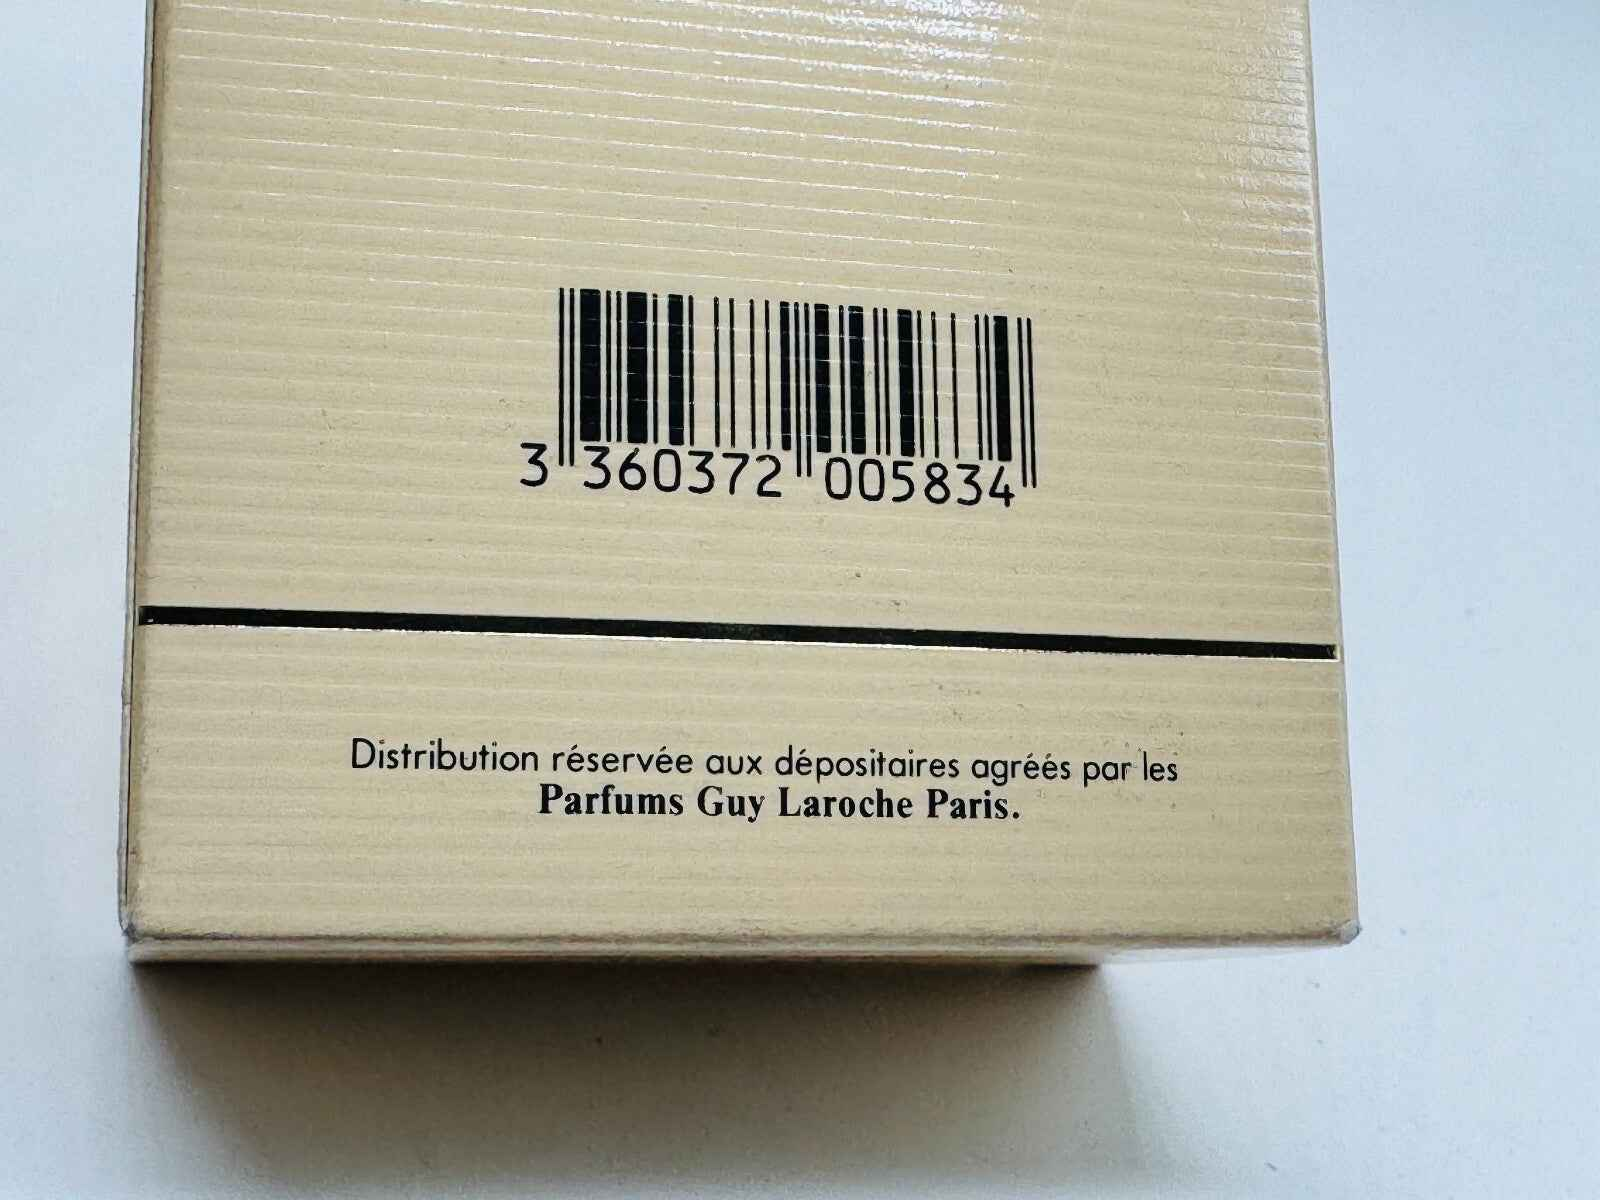 3 360372 005834
Distribution réservée aux dépositaires agréés par les
Parfums Guy Laroche Paris.